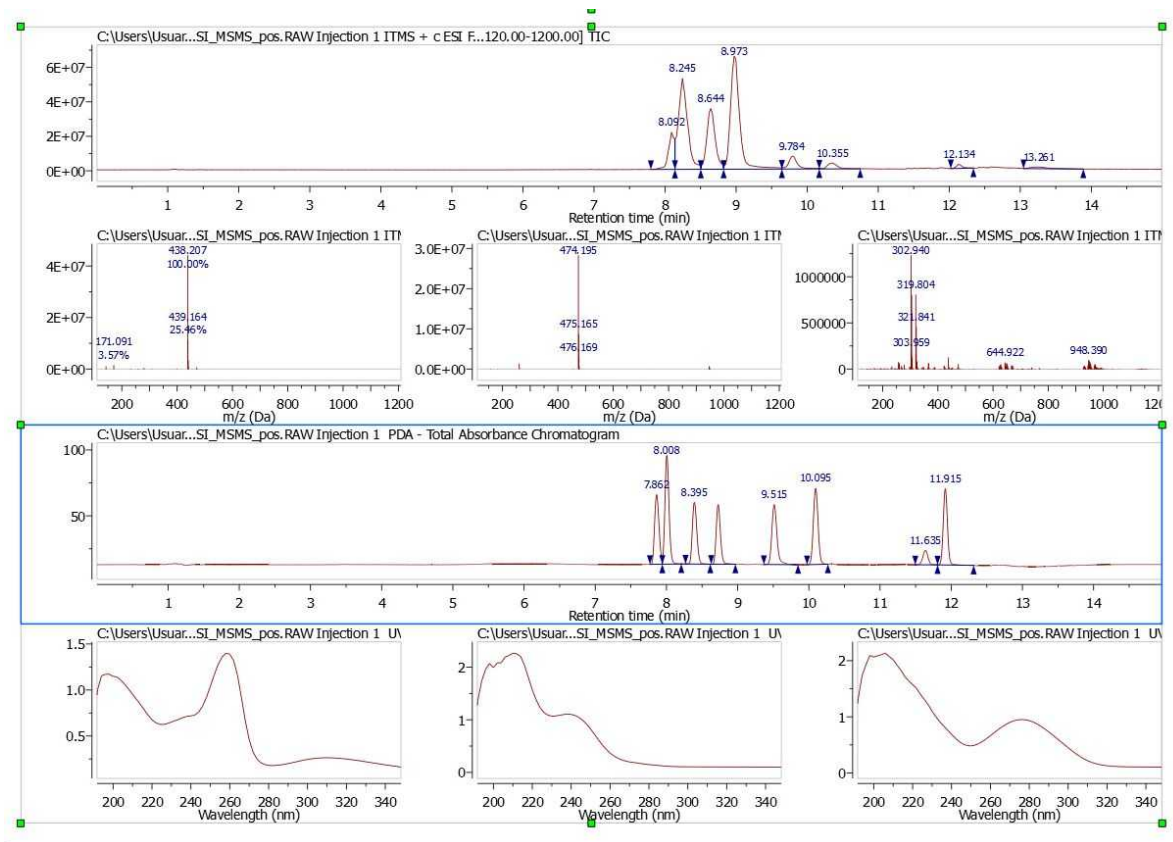 C:\Users\Usuar...SI_MSMS_pos.RAW Injection 1 ITMS + c ESI F...120.00-1200.00] TIC
6E+07
4E+07
2E+07
0E+00
8.092
8.245
8.644
8.973
9.784
10.355
12.134
13.261
1 2 3 4 5 6 7 8 9 10 11 12 13 14
Retention time (min)
C:\Users\Usuar...SI_MSMS_pos.RAW Injection 1 ITM
4E+07
2E+07
0E+00
438.207
100.00%
439.164
25.46%
171.091
3.57%
200 400 600 800 1000 1200
m/z (Da)
C:\Users\Usuar...SI_MSMS_pos.RAW Injection 1 ITM
3.0E+07
2.0E+07
1.0E+07
0.0E+00
474.195
475.165
476.169
200 400 600 800 1000 1200
m/z (Da)
C:\Users\Usuar...SI_MSMS_pos.RAW Injection 1 ITM
1000000
500000
0
302.940
319.804
321.841
303.959
644.922
948.390
200 400 600 800 1000 12
m/z (Da)
C:\Users\Usuar...SI_MSMS_pos.RAW Injection 1 PDA - Total Absorbance Chromatogram
100
50
7.862
8.008
8.395
9.515
10.095
11.635
11.915
1 2 3 4 5 6 7 8 9 10 11 12 13 14
Retention time (min)
C:\Users\Usuar...SI_MSMS_pos.RAW Injection 1 UV
1.5
1.0
0.5
200 220 240 260 280 300 320 340
Wavelength (nm)
C:\Users\Usuar...SI_MSMS_pos.RAW Injection 1 UV
2
1
0
200 220 240 260 280 300 320 340
Wavelength (nm)
C:\Users\Usuar...SI_MSMS_pos.RAW Injection 1 UV
2
1
0
200 220 240 260 280 300 320 340
Wavelength (nm)